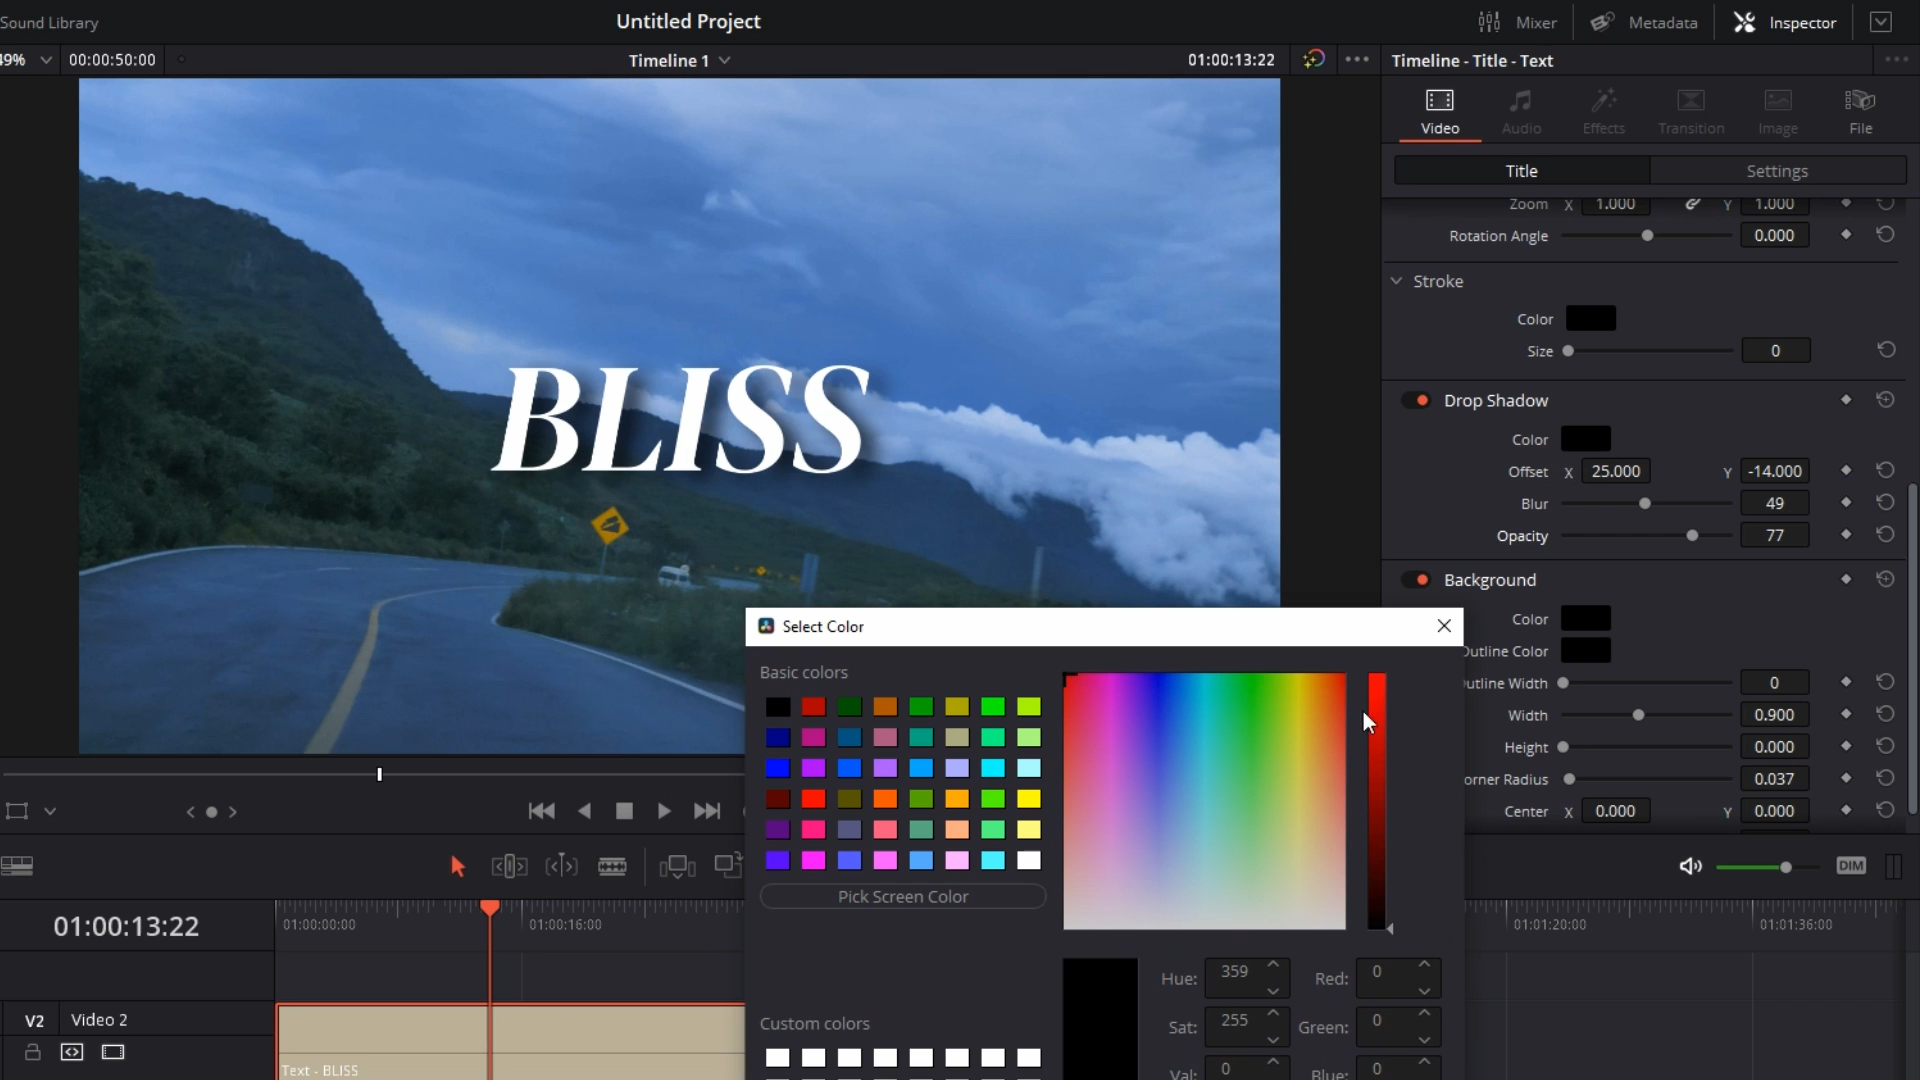 Sound Library
Untitled Project
Mixer
Metadata
Inspector
49%
00:00:50:00
Timeline 1
01:00:13:22
Timeline - Title - Text
Video
Audio
Effects
Transition
Image
File
Title
Settings
Zoom X 1.000 Y 1.000
Rotation Angle 0.000
Stroke
Color
Size 0
Drop Shadow
Color
Offset X 25.000 Y -14.000
Blur 49
Opacity 77
Background
Color
Outline Color
Outline Width 0
Width 0.900
Height 0.000
orner Radius 0.037
Center X 0.000 Y 0.000
BLISS
Select Color
Basic colors
Pick Screen Color
Hue: 359 Red: 0
Sat: 255 Green: 0
Val: 0 Blue: 0
Custom colors
DIM
01:00:13:22
01:00:00:00
01:00:16:00
01:01:20:00
01:01:36:00
V2 Video 2
Text - BLISS